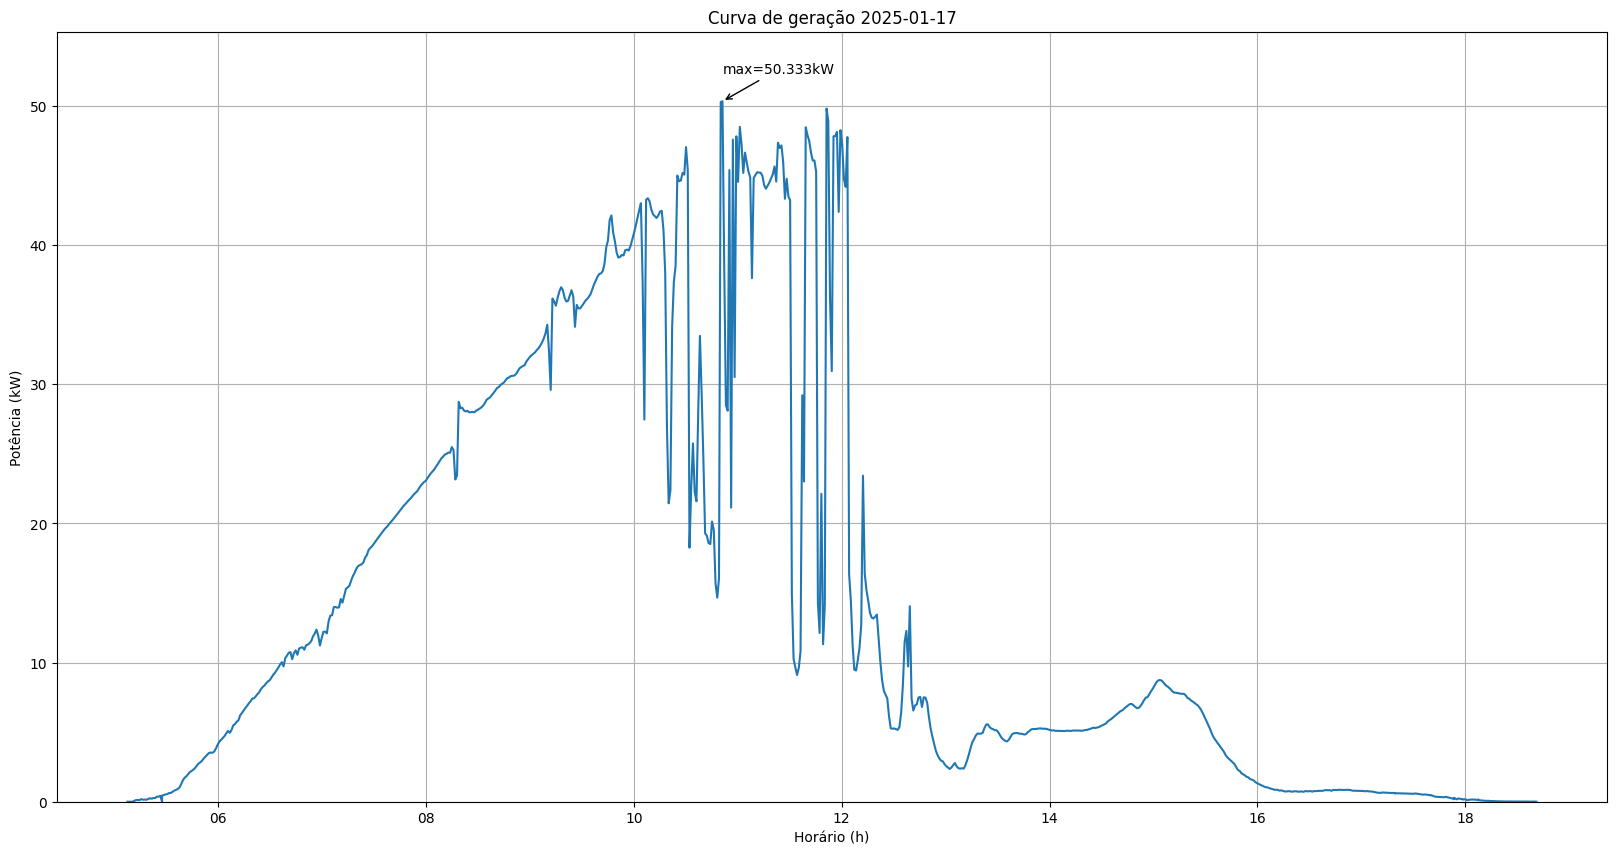 Curva de geração 2025-01-17
max=50.333kW
50
40
30
20
10
0
Potência (kW)
06 08 10 12 14 16 18
Horário (h)